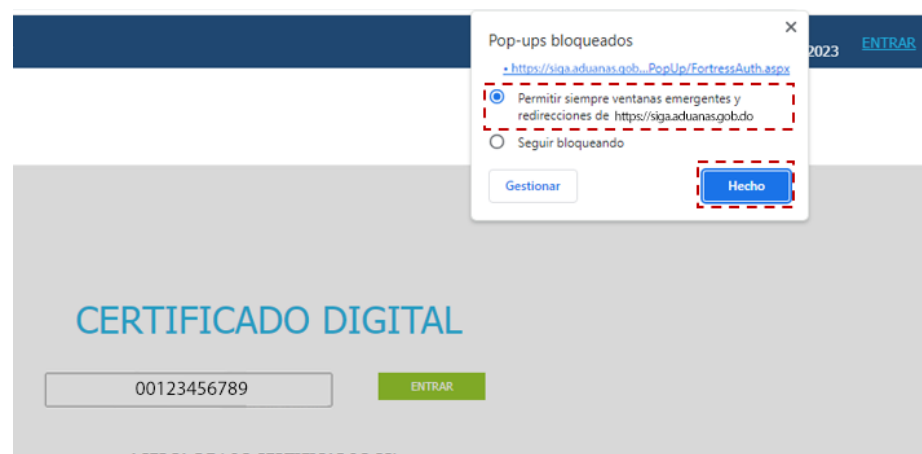 Pop-ups bloqueados
2023 ENTRAR
• https://siga.aduanas.gob...PopUp/FortressAuth.aspx
Permitir siempre ventanas emergentes y
redirecciones de https://siga.aduanas.gob.do
Seguir bloqueando
Gestionar Hecho
CERTIFICADO DIGITAL
00123456789 ENTRAR